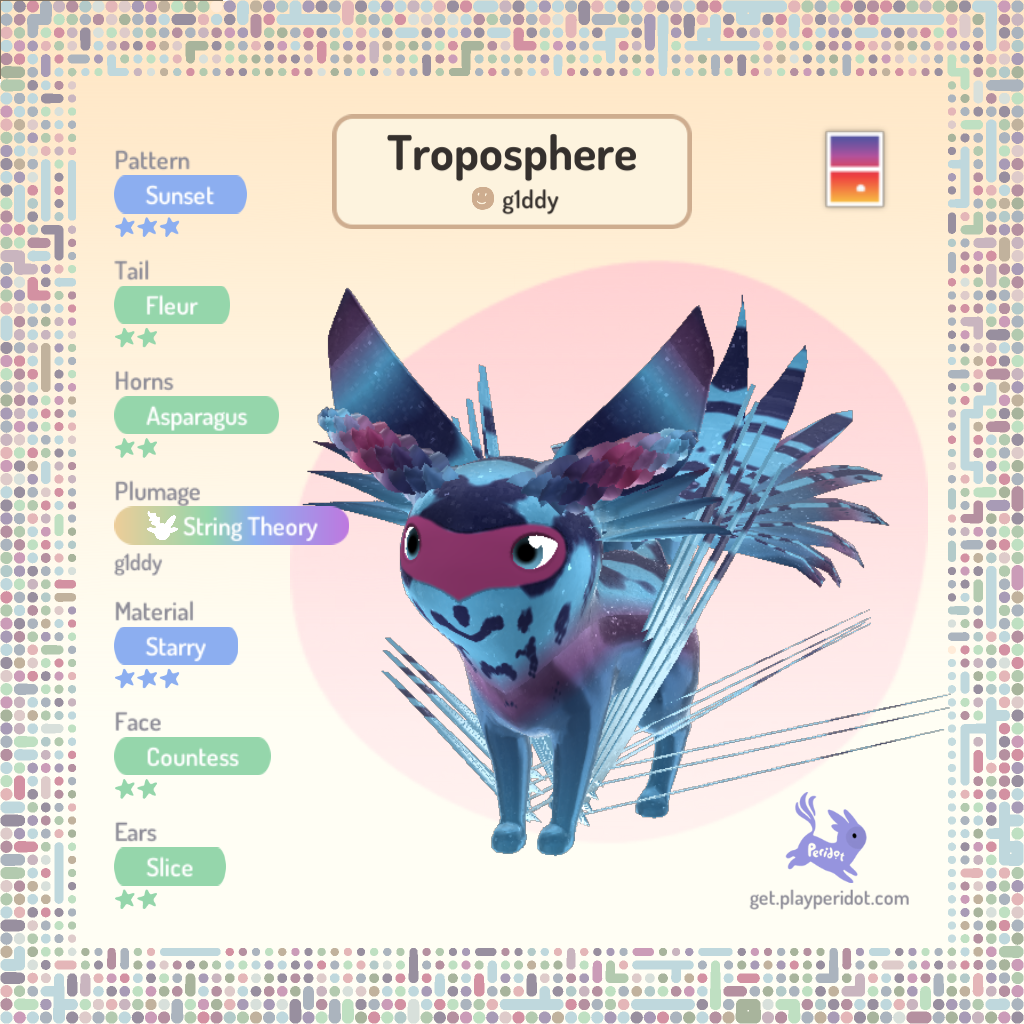 Troposphere
g1ddy
Pattern
Sunset
Tail
Fleur
Horns
Asparagus
Plumage
String Theory
g1ddy
Material
Starry
Face
Countess
Ears
Slice
Peridot
get.playperidot.com